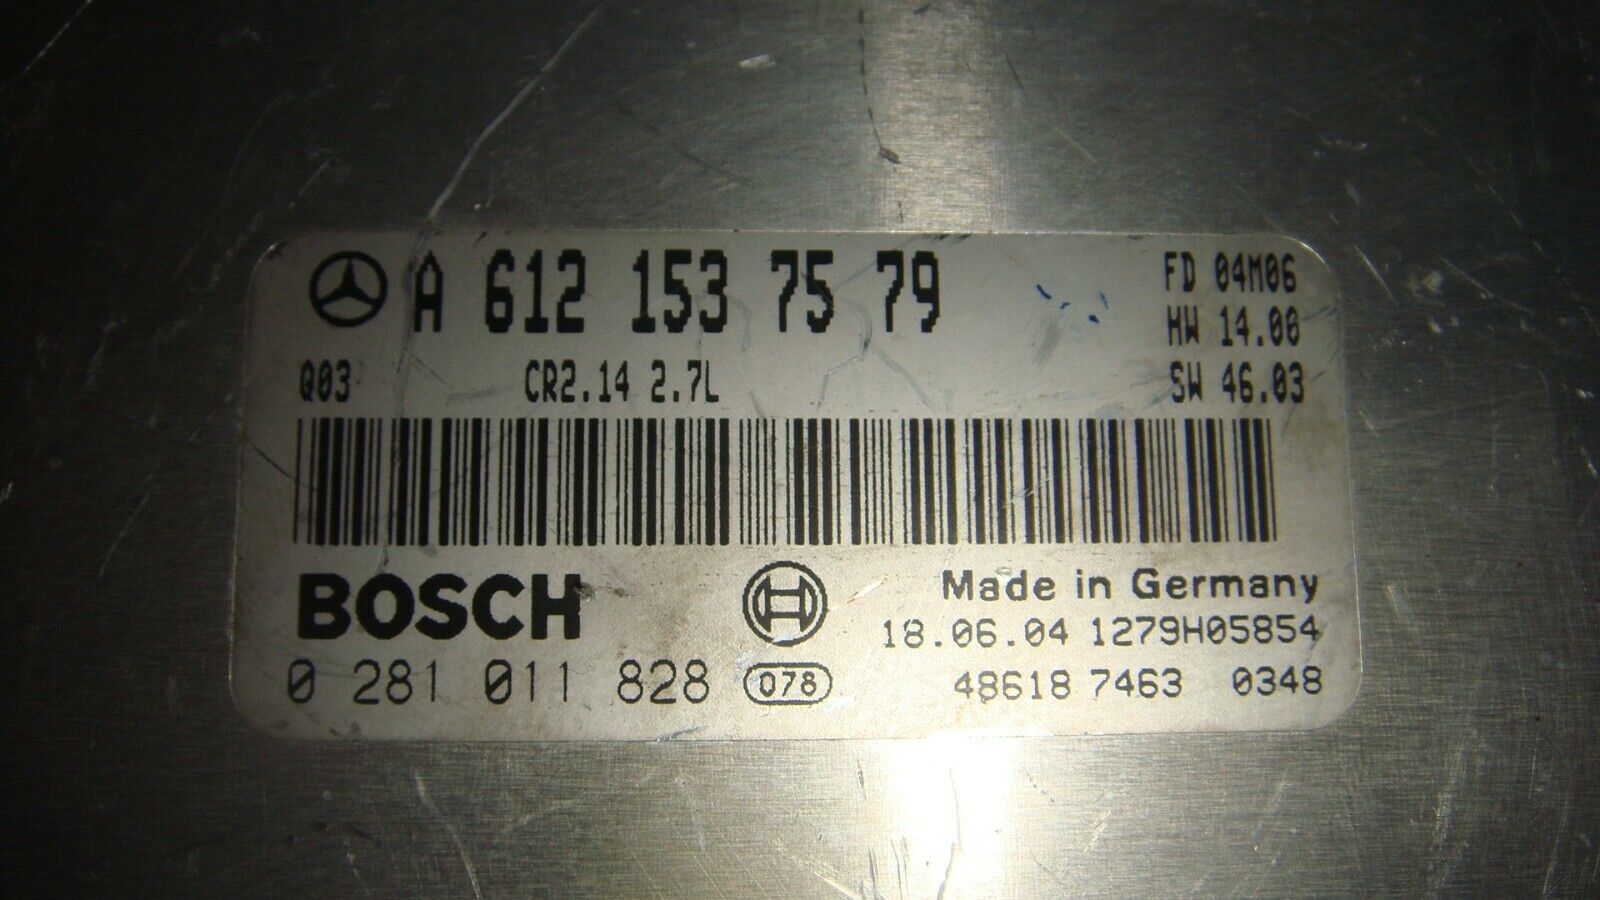 A 612 153 75 79
FD 04M06
HW 14.00
Q03 CR2.14 2.7L
SW 46.03
BOSCH
Made in Germany
18.06.04 1279H05854
0 281 011 828 078
48618 7463 0348